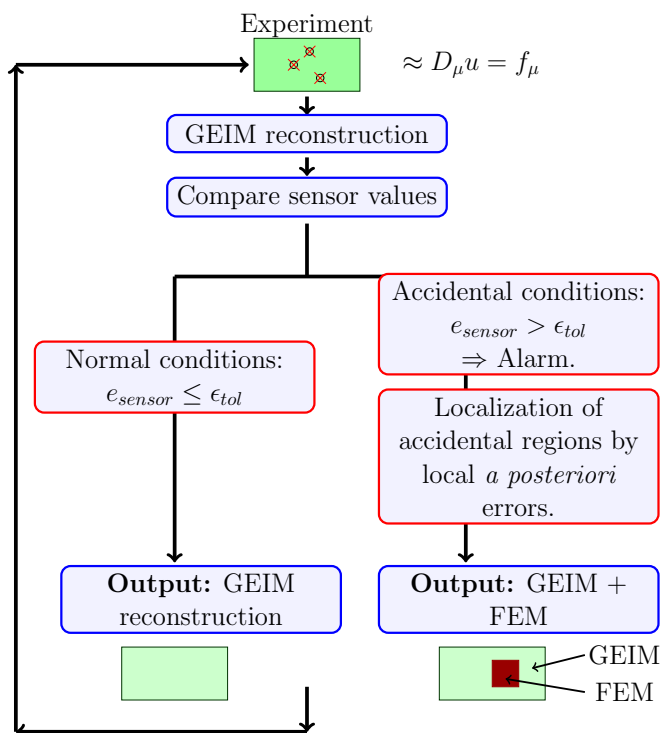 Experiment
≈ D_μ u = f_μ
GEIM reconstruction
Compare sensor values
Accidental conditions:
e_sensor > ϵ_tol
⇒ Alarm.
Normal conditions:
e_sensor ≤ ϵ_tol
Localization of
accidental regions by
local a posteriori
errors.
Output: GEIM
reconstruction
Output: GEIM +
FEM
GEIM
FEM